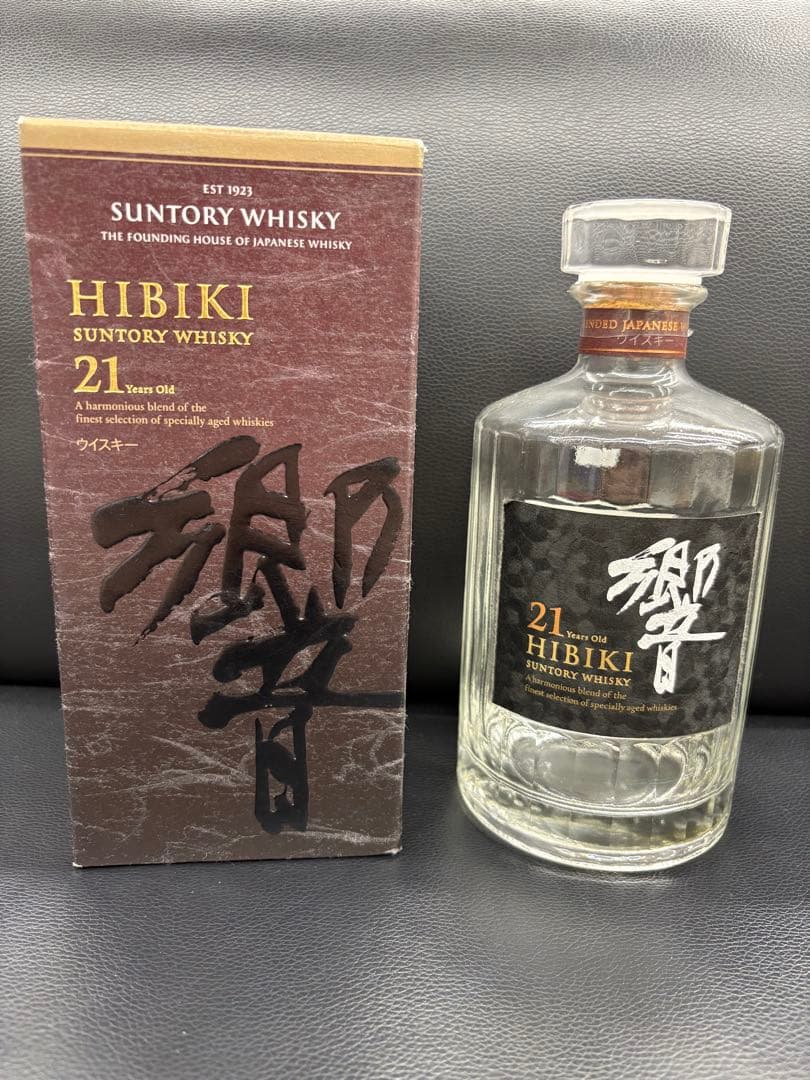 EST 1923
SUNTORY WHISKY
THE FOUNDING HOUSE OF JAPANESE WHISKY
HIBIKI
SUNTORY WHISKY
21 Years Old
A harmonious blend of the
finest selection of specially aged whiskies
ウイスキー
響
JAPANESE
ウイスキー
響
21 Years Old
HIBIKI
SUNTORY WHISKY
A harmonious blend of the
finest selection of specially aged whiskies